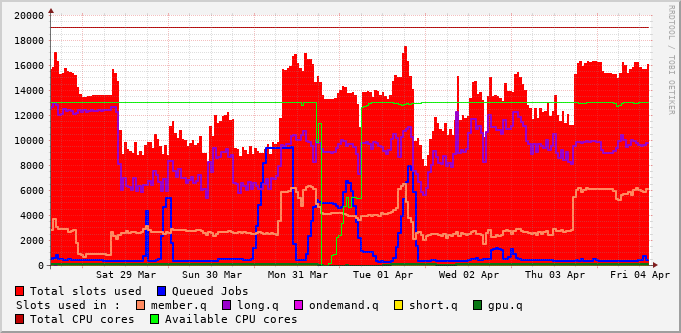 20000
18000
16000
14000
12000
10000
8000
6000
4000
2000
0
Sat 29 Mar Sun 30 Mar Mon 31 Mar Tue 01 Apr Wed 02 Apr Thu 03 Apr Fri 04 Apr
Total slots used Queued Jobs
Slots used in : member.q long.q ondemand.q short.q gpu.q
Total CPU cores Available CPU cores
RRDTOOL / TOBI OETIKER